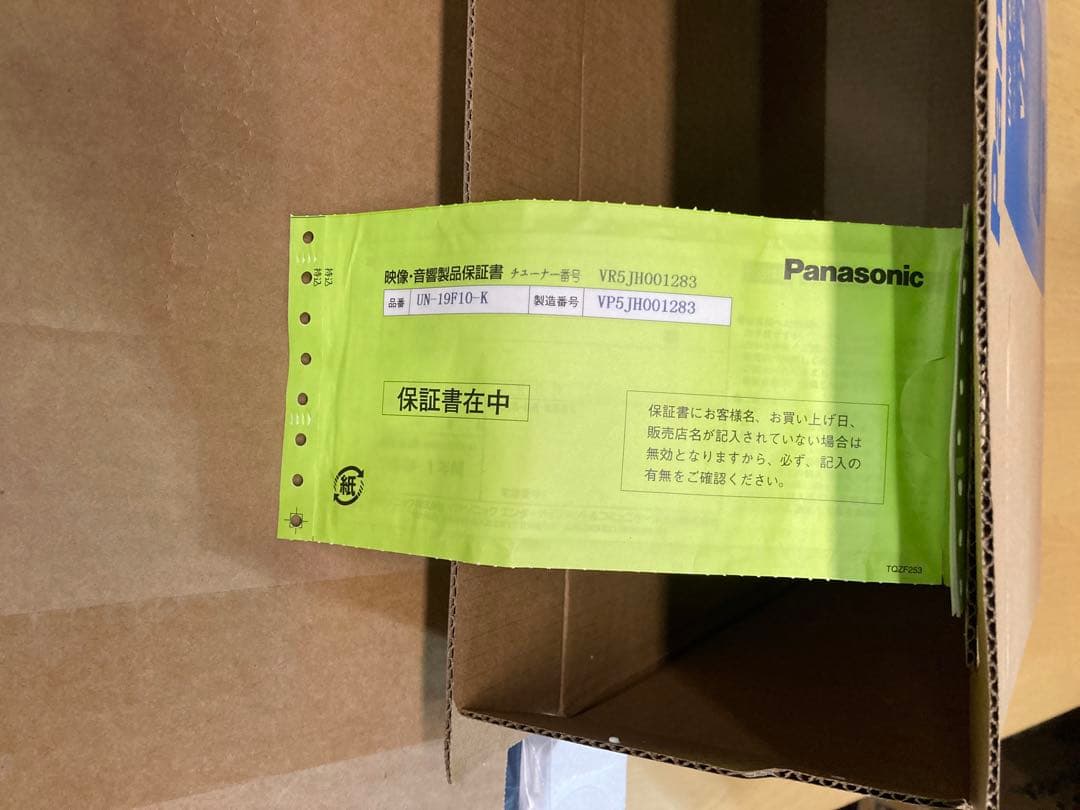 映像・音響製品保証書 チューナー番号 VR5JH001283
Panasonic
品番 UN-19F10-K 製造番号 VP5JH001283
持込
持込
保証書在中
保証書にお客様名、お買い上げ日、
販売店名が記入されていない場合は
無効となりますから、必ず、記入の
有無をご確認ください。
紙
TQZF253